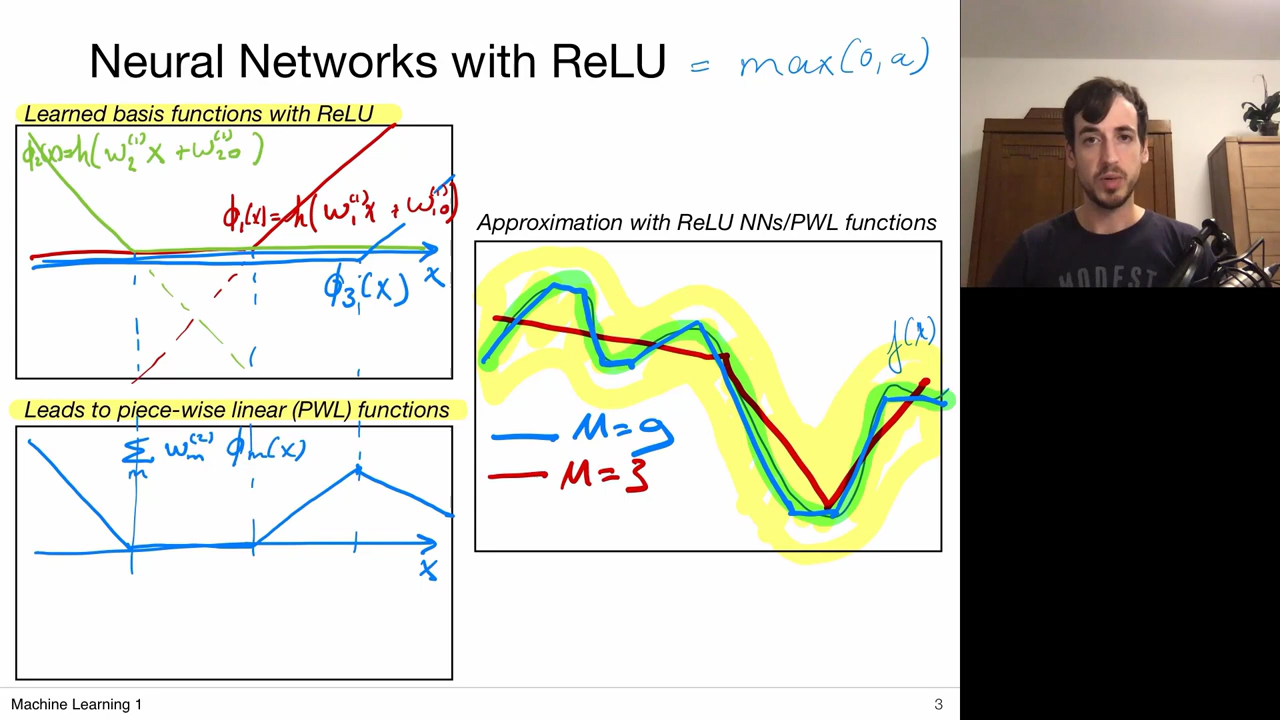 Neural Networks with ReLU = max(0,a)
Learned basis functions with ReLU
ϕ₂(x)=h(w₂⁽¹⁾x + w₂₀⁽¹⁾)
ϕ₁(x)=h(w₁⁽¹⁾x + w₁₀⁽¹⁾)
x
ϕ₃(x)
Leads to piece-wise linear (PWL) functions
∑ₘ wₘ⁽²⁾ ϕₘ(x)
x
Approximation with ReLU NNs/PWL functions
f(x)
M=9
M=3
MODEST
Machine Learning 1
3